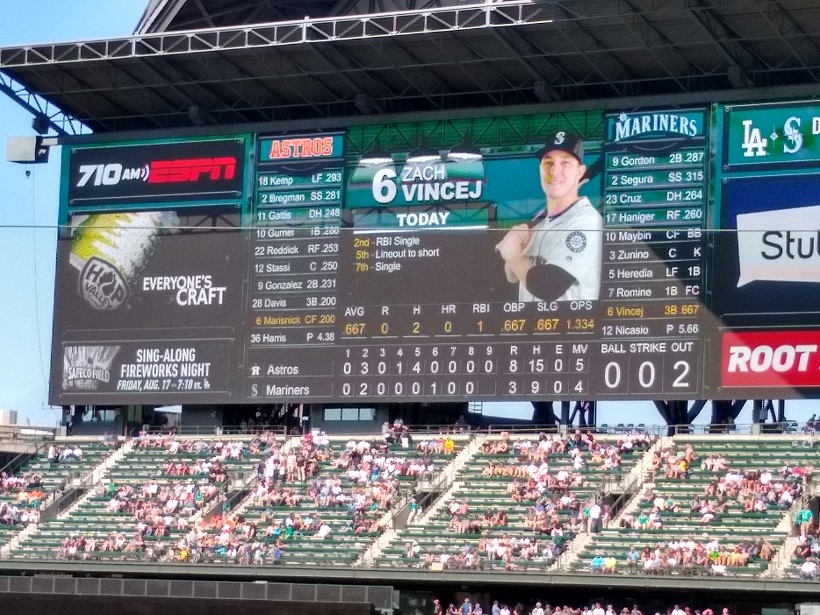 710 AM ESPN
HOP VALLEY
EVERYONE'S
CRAFT
SAFECO FIELD
SING-ALONG
FIREWORKS NIGHT
FRIDAY, AUG. 17 - 7:10 vs.
ASTROS
18 Kemp LF .293
2 Bregman SS .281
11 Gattis DH .248
10 Gurriel 1B .280
22 Reddick RF .253
12 Stassi C .250
9 Gonzalez 2B .231
28 Davis 3B .200
6 Marisnick CF .200
36 Harris P 4.38
6 ZACH
VINCEJ
TODAY
2nd - RBI Single
5th - Lineout to short
7th - Single
AVG R H HR RBI OBP SLG OPS
.667 0 2 0 1 .667 .667 1.334
S
MARINERS
9 Gordon 2B .287
2 Segura SS .315
23 Cruz DH .264
17 Haniger RF .260
10 Maybin CF BB
3 Zunino C K
5 Heredia LF 1B
7 Romine 1B FC
6 Vincej 3B .667
12 Nicasio P 5.66
1 2 3 4 5 6 7 8 9 R H E MV
Astros 0 3 0 1 4 0 0 0 0 8 15 0 5
S Mariners 0 2 0 0 0 1 0 0 3 9 0 4
BALL STRIKE OUT
0 0 2
LA S D
Stu
ROOT